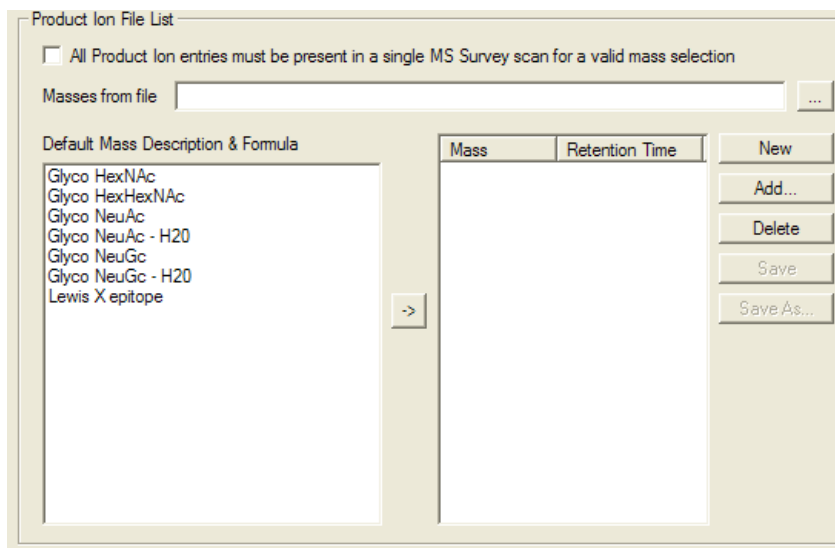 Product Ion File List
All Product Ion entries must be present in a single MS Survey scan for a valid mass selection
Masses from file
...
Default Mass Description & Formula
Glyco HexNAc
Glyco HexHexNAc
Glyco NeuAc
Glyco NeuAc - H20
Glyco NeuGc
Glyco NeuGc - H20
Lewis X epitope
->
Mass Retention Time
New
Add...
Delete
Save
Save As...